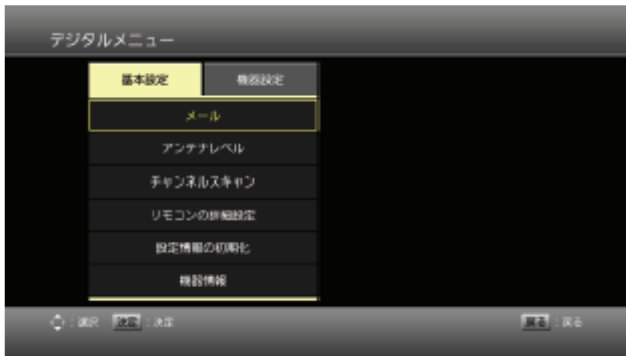 デジタルメニュー
基本設定 機器設定
メール
アンテナレベル
チャンネルスキャン
リモコンの詳細設定
設定情報の初期化
機器情報
：選択 決定：決定 戻る：戻る